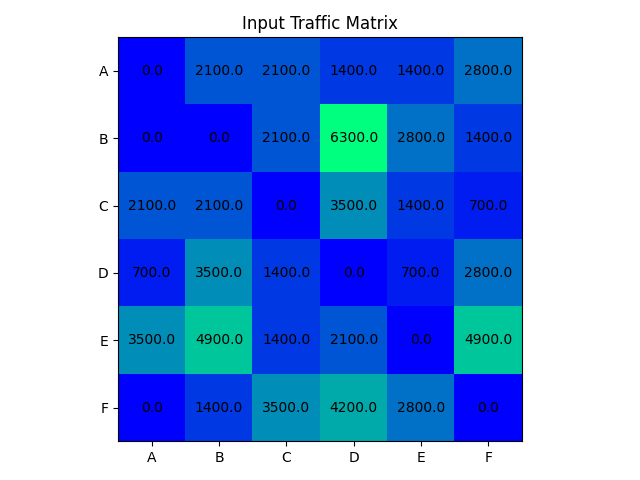 Input Traffic Matrix
A 0.0 2100.0 2100.0 1400.0 1400.0 2800.0
B 0.0 0.0 2100.0 6300.0 2800.0 1400.0
C 2100.0 2100.0 0.0 3500.0 1400.0 700.0
D 700.0 3500.0 1400.0 0.0 700.0 2800.0
E 3500.0 4900.0 1400.0 2100.0 0.0 4900.0
F 0.0 1400.0 3500.0 4200.0 2800.0 0.0
A B C D E F